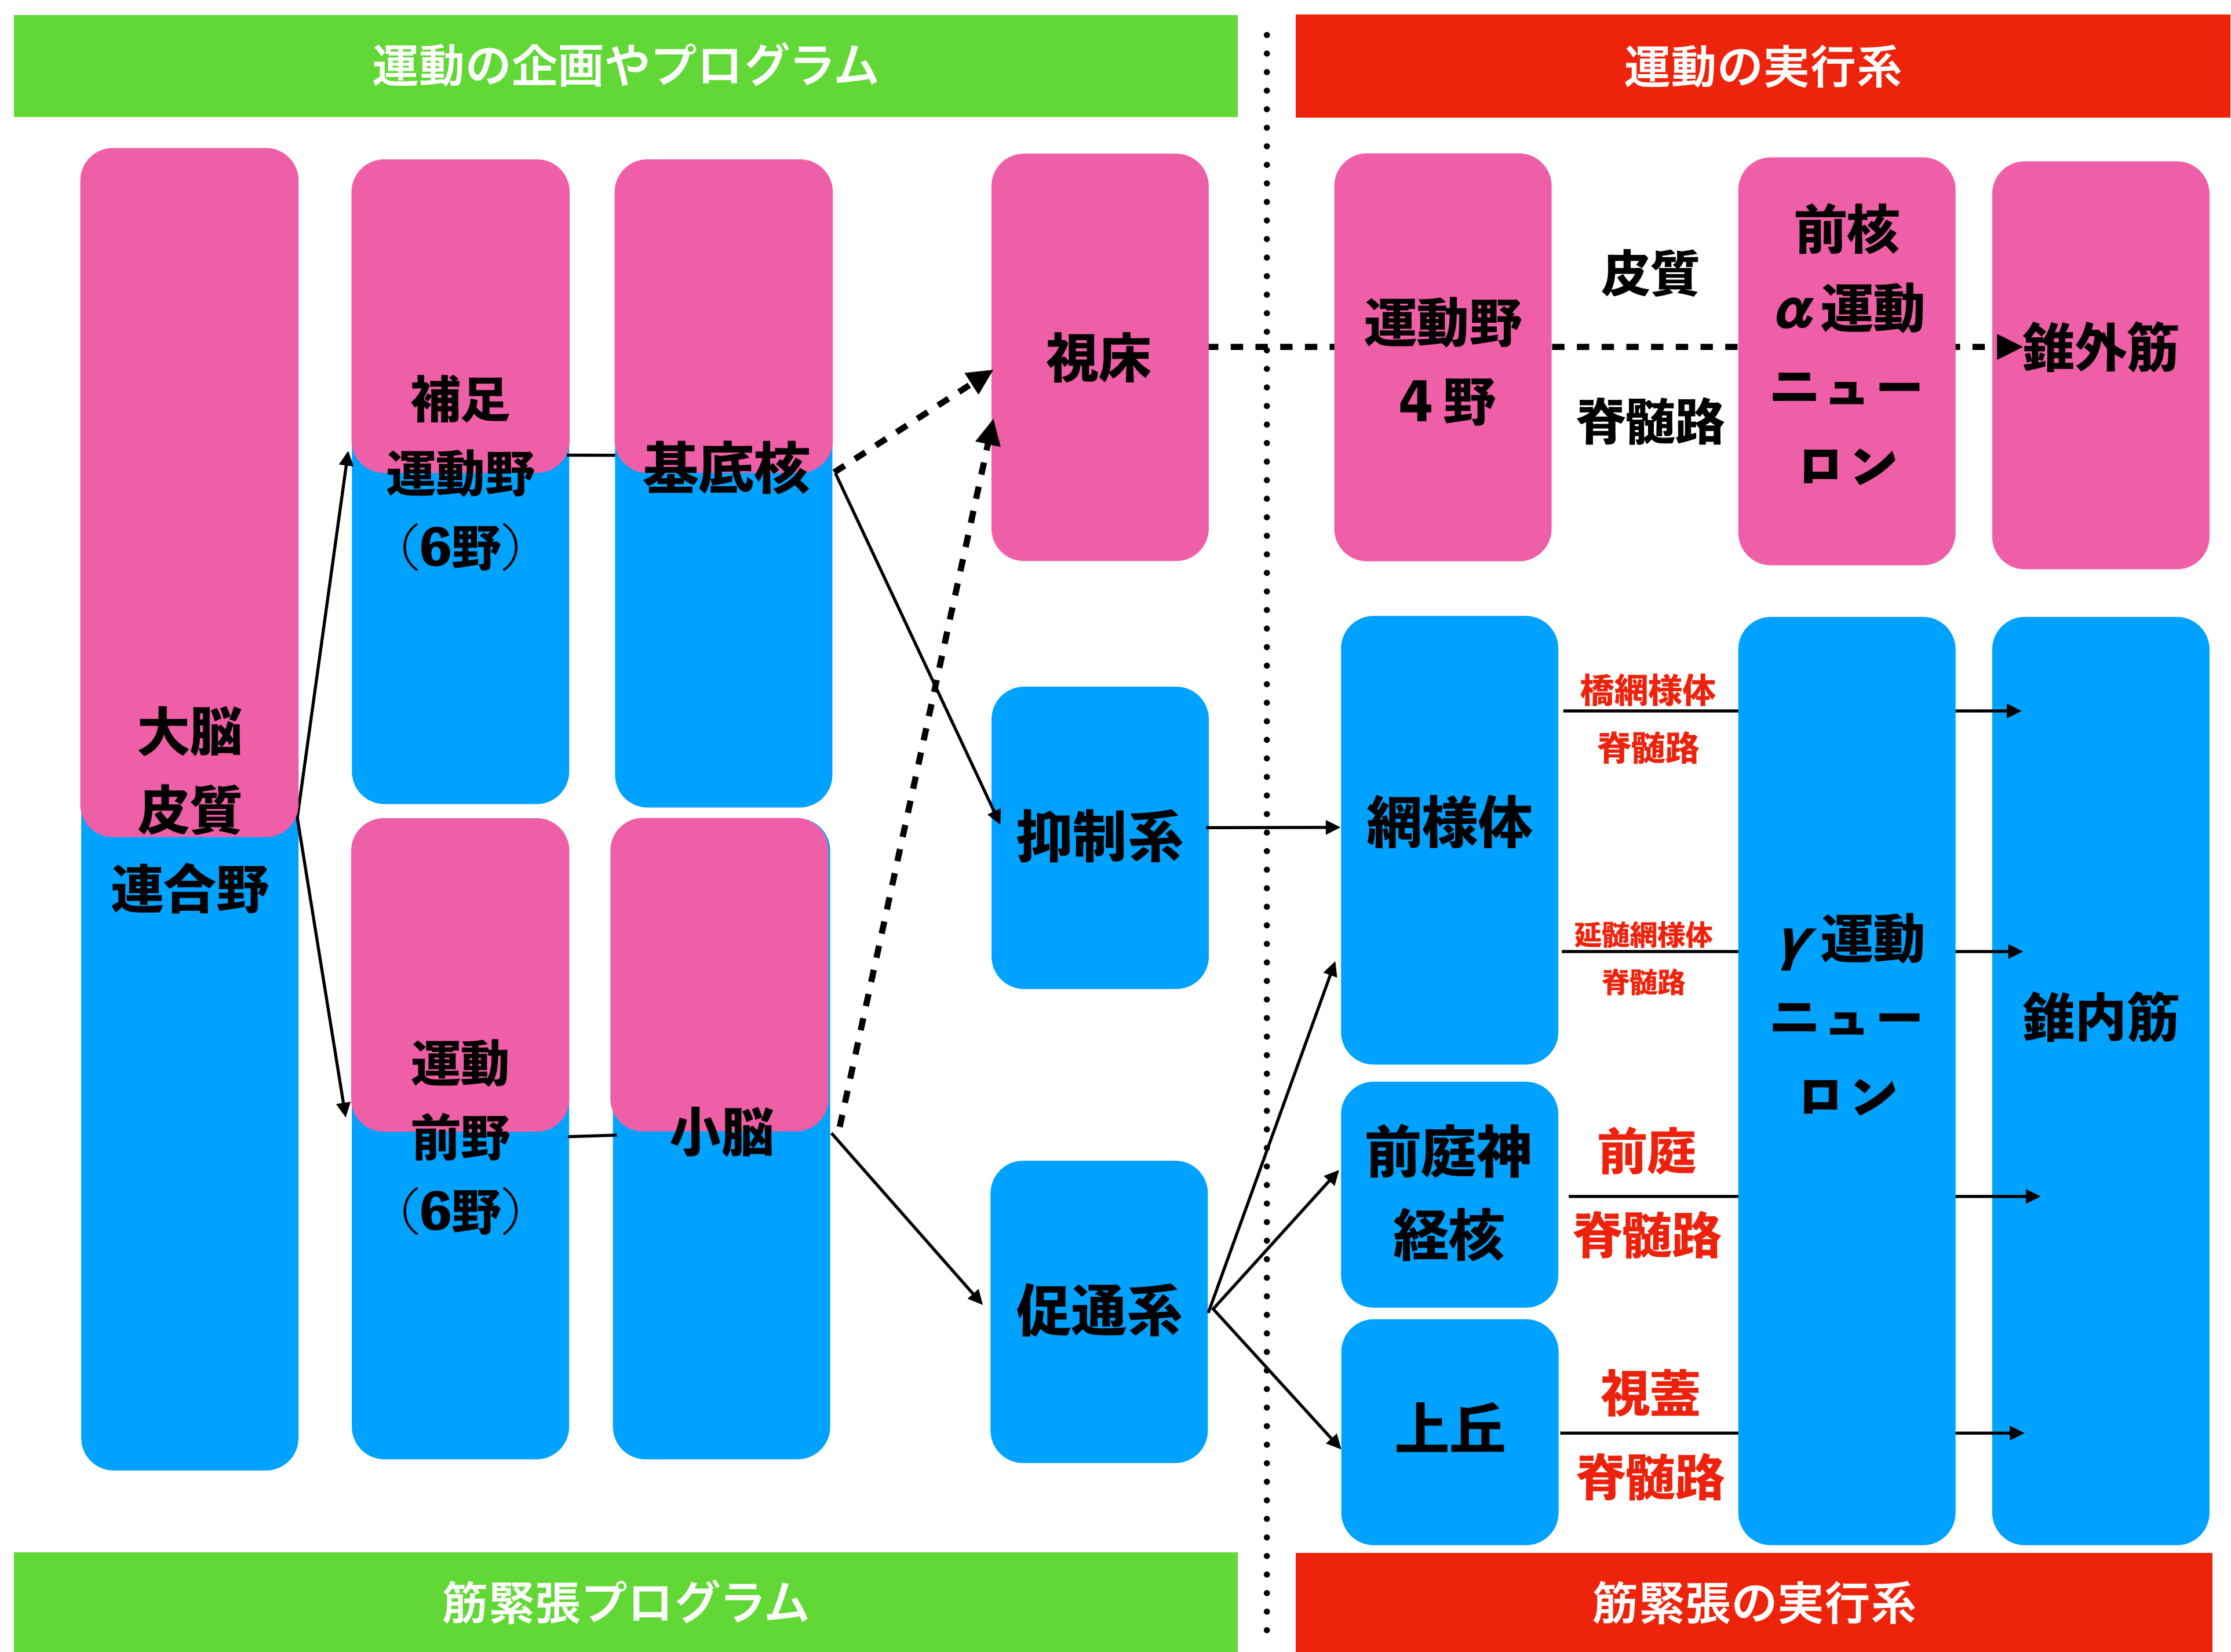 運動の企画やプログラム
運動の実行系
大脳
皮質
連合野
補足
運動野
（6野）
基底核
運動
前野
（6野）
小脳
視床
抑制系
促通系
運動野
４野
皮質
脊髄路
前核
α運動
ニュー
ロン
錐外筋
網様体
橋網様体
脊髄路
延髄網様体
脊髄路
前庭神
経核
前庭
脊髄路
上丘
視蓋
脊髄路
γ運動
ニュー
ロン
錐内筋
筋緊張プログラム
筋緊張の実行系